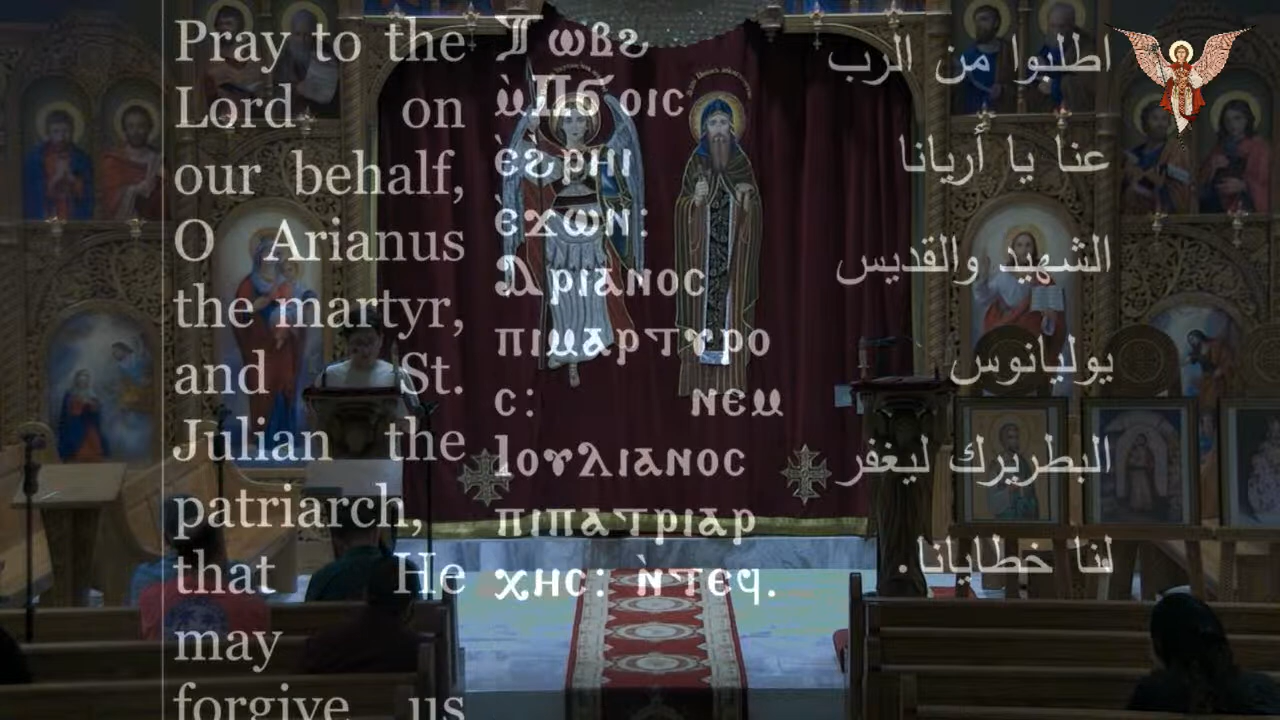 Pray to the
Lord on
our behalf,
O Arianus
the martyr,
and St.
Julian the
patriarch,
that He
may
forgive us
Ⲧⲱⲃϩ
ⲙ̀Ⲡϭⲟⲓⲥ
ⲉ̀ϩⲣⲏⲓ
ⲉ̀ϫⲱⲛ:
Ⲁⲣⲓⲁⲛⲟⲥ
ⲡⲓⲙⲁⲣⲧⲩⲣⲟ
ⲥ: ⲛⲉⲙ
Ⲓⲟⲩⲗⲓⲁⲛⲟⲥ
ⲡⲓⲡⲁⲧⲣⲓⲁⲣ
ⲭⲏⲥ: ⲛ̀ⲧⲉϥ.
اطلبوا من الرب
عنا يا أريانا
الشهيد والقديس
يوليانوس
البطريرك ليغفر
لنا خطايانا.